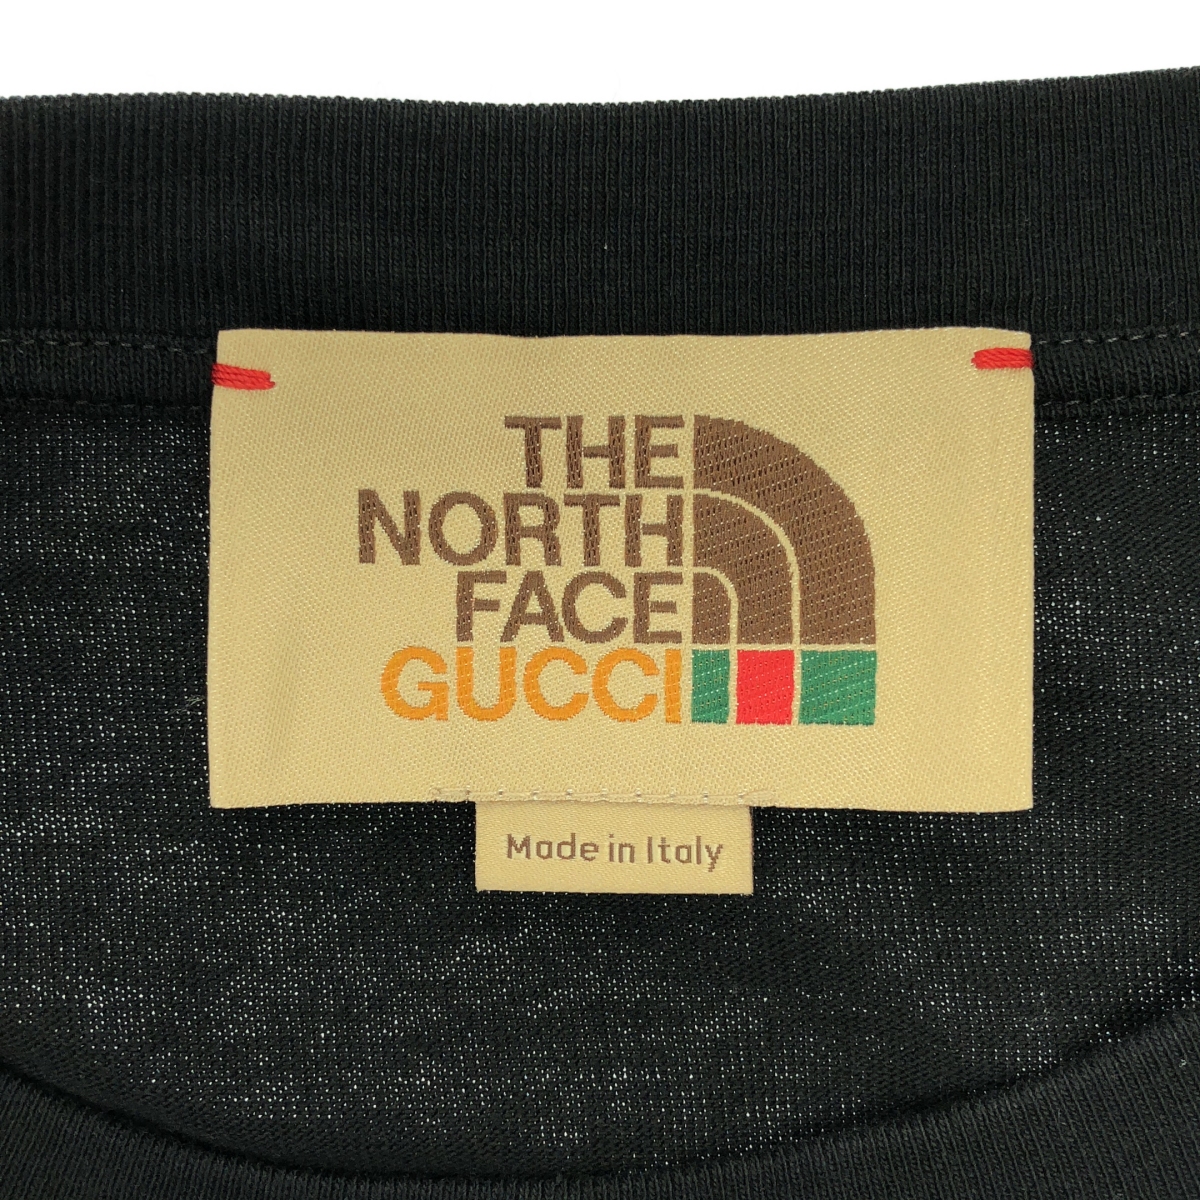 THE
NORTH
FACE
GUCCI
Made in Italy